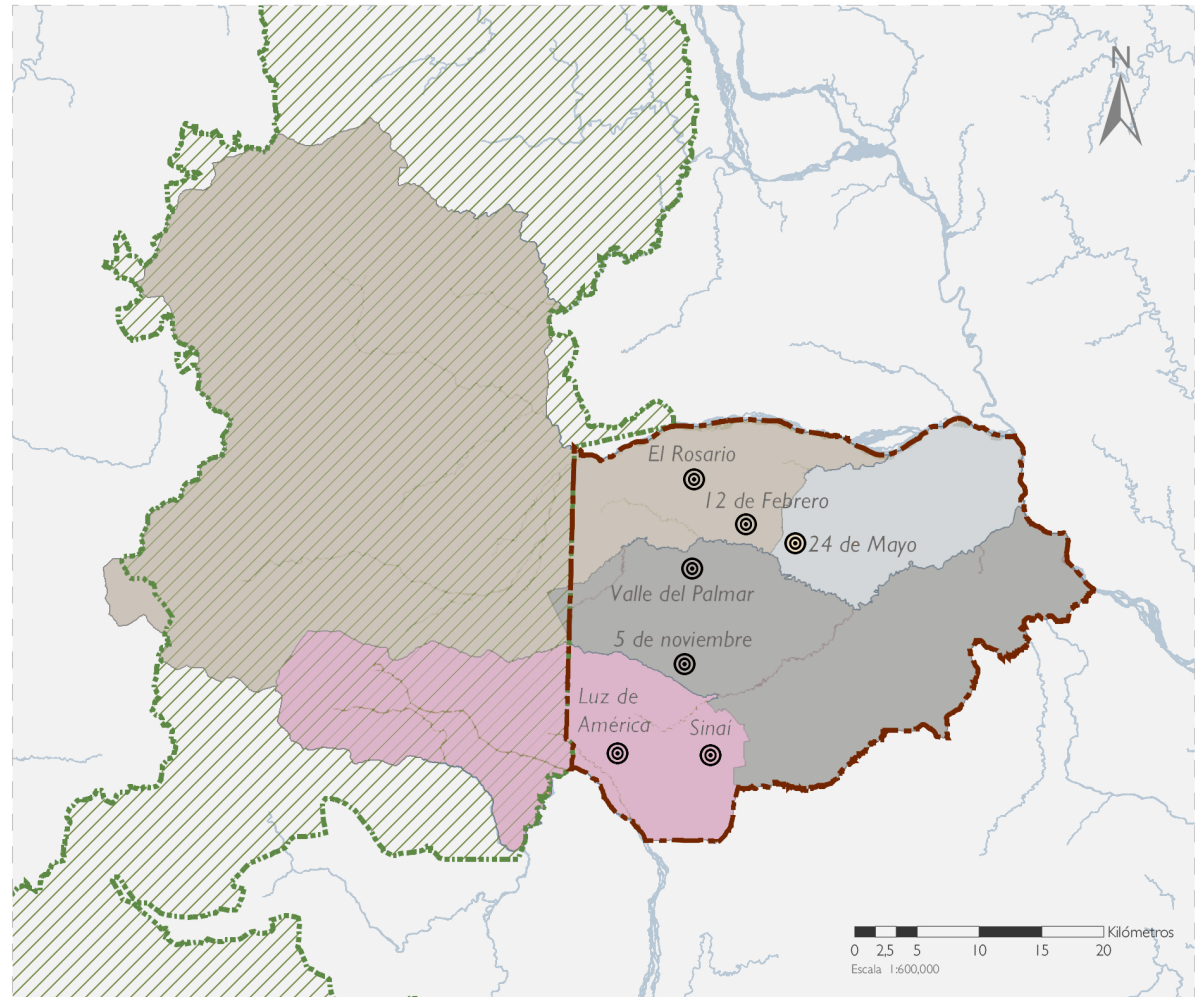 N
El Rosario
12 de Febrero
24 de Mayo
Valle del Palmar
5 de noviembre
Luz de
América
Sinaí
Kilómetros
0 2,5 5 10 15 20
Escala 1:600,000